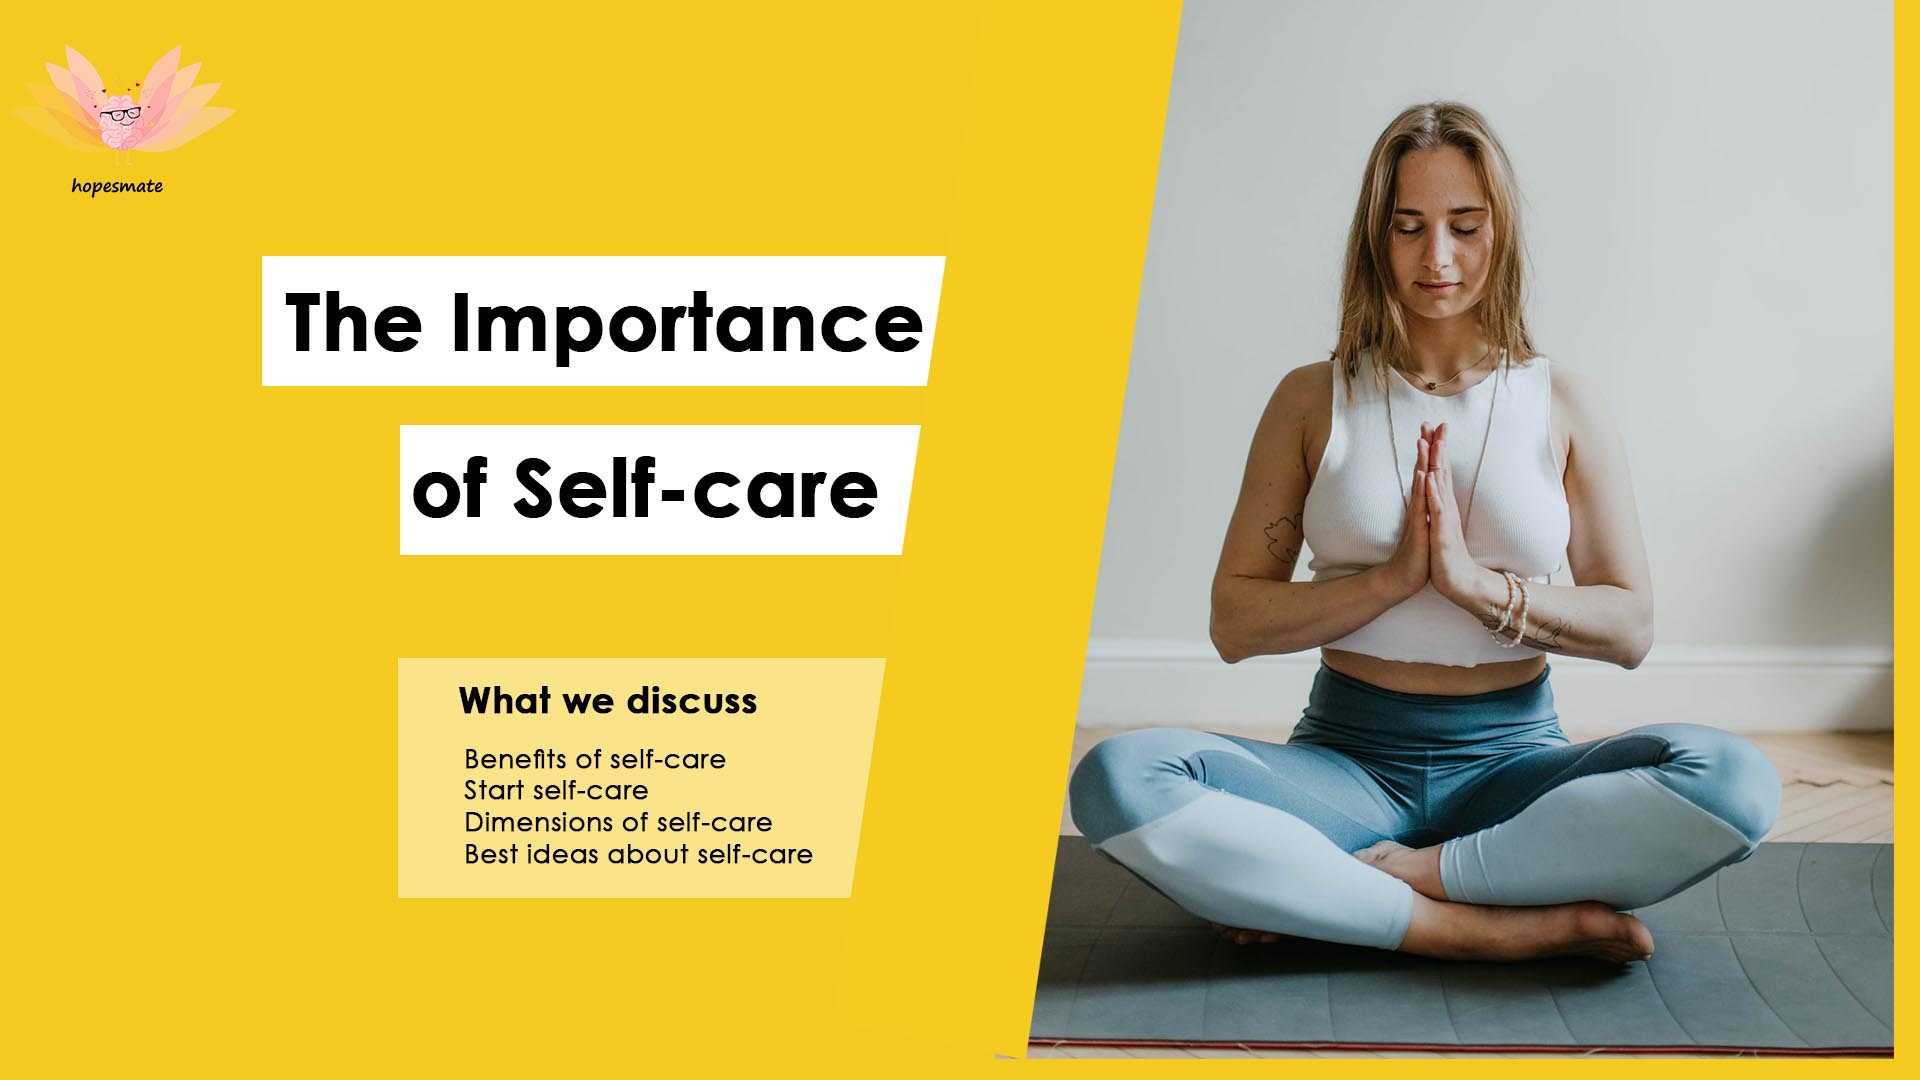 hopesmate
The Importance
of Self-care
What we discuss
Benefits of self-care
Start self-care
Dimensions of self-care
Best ideas about self-care